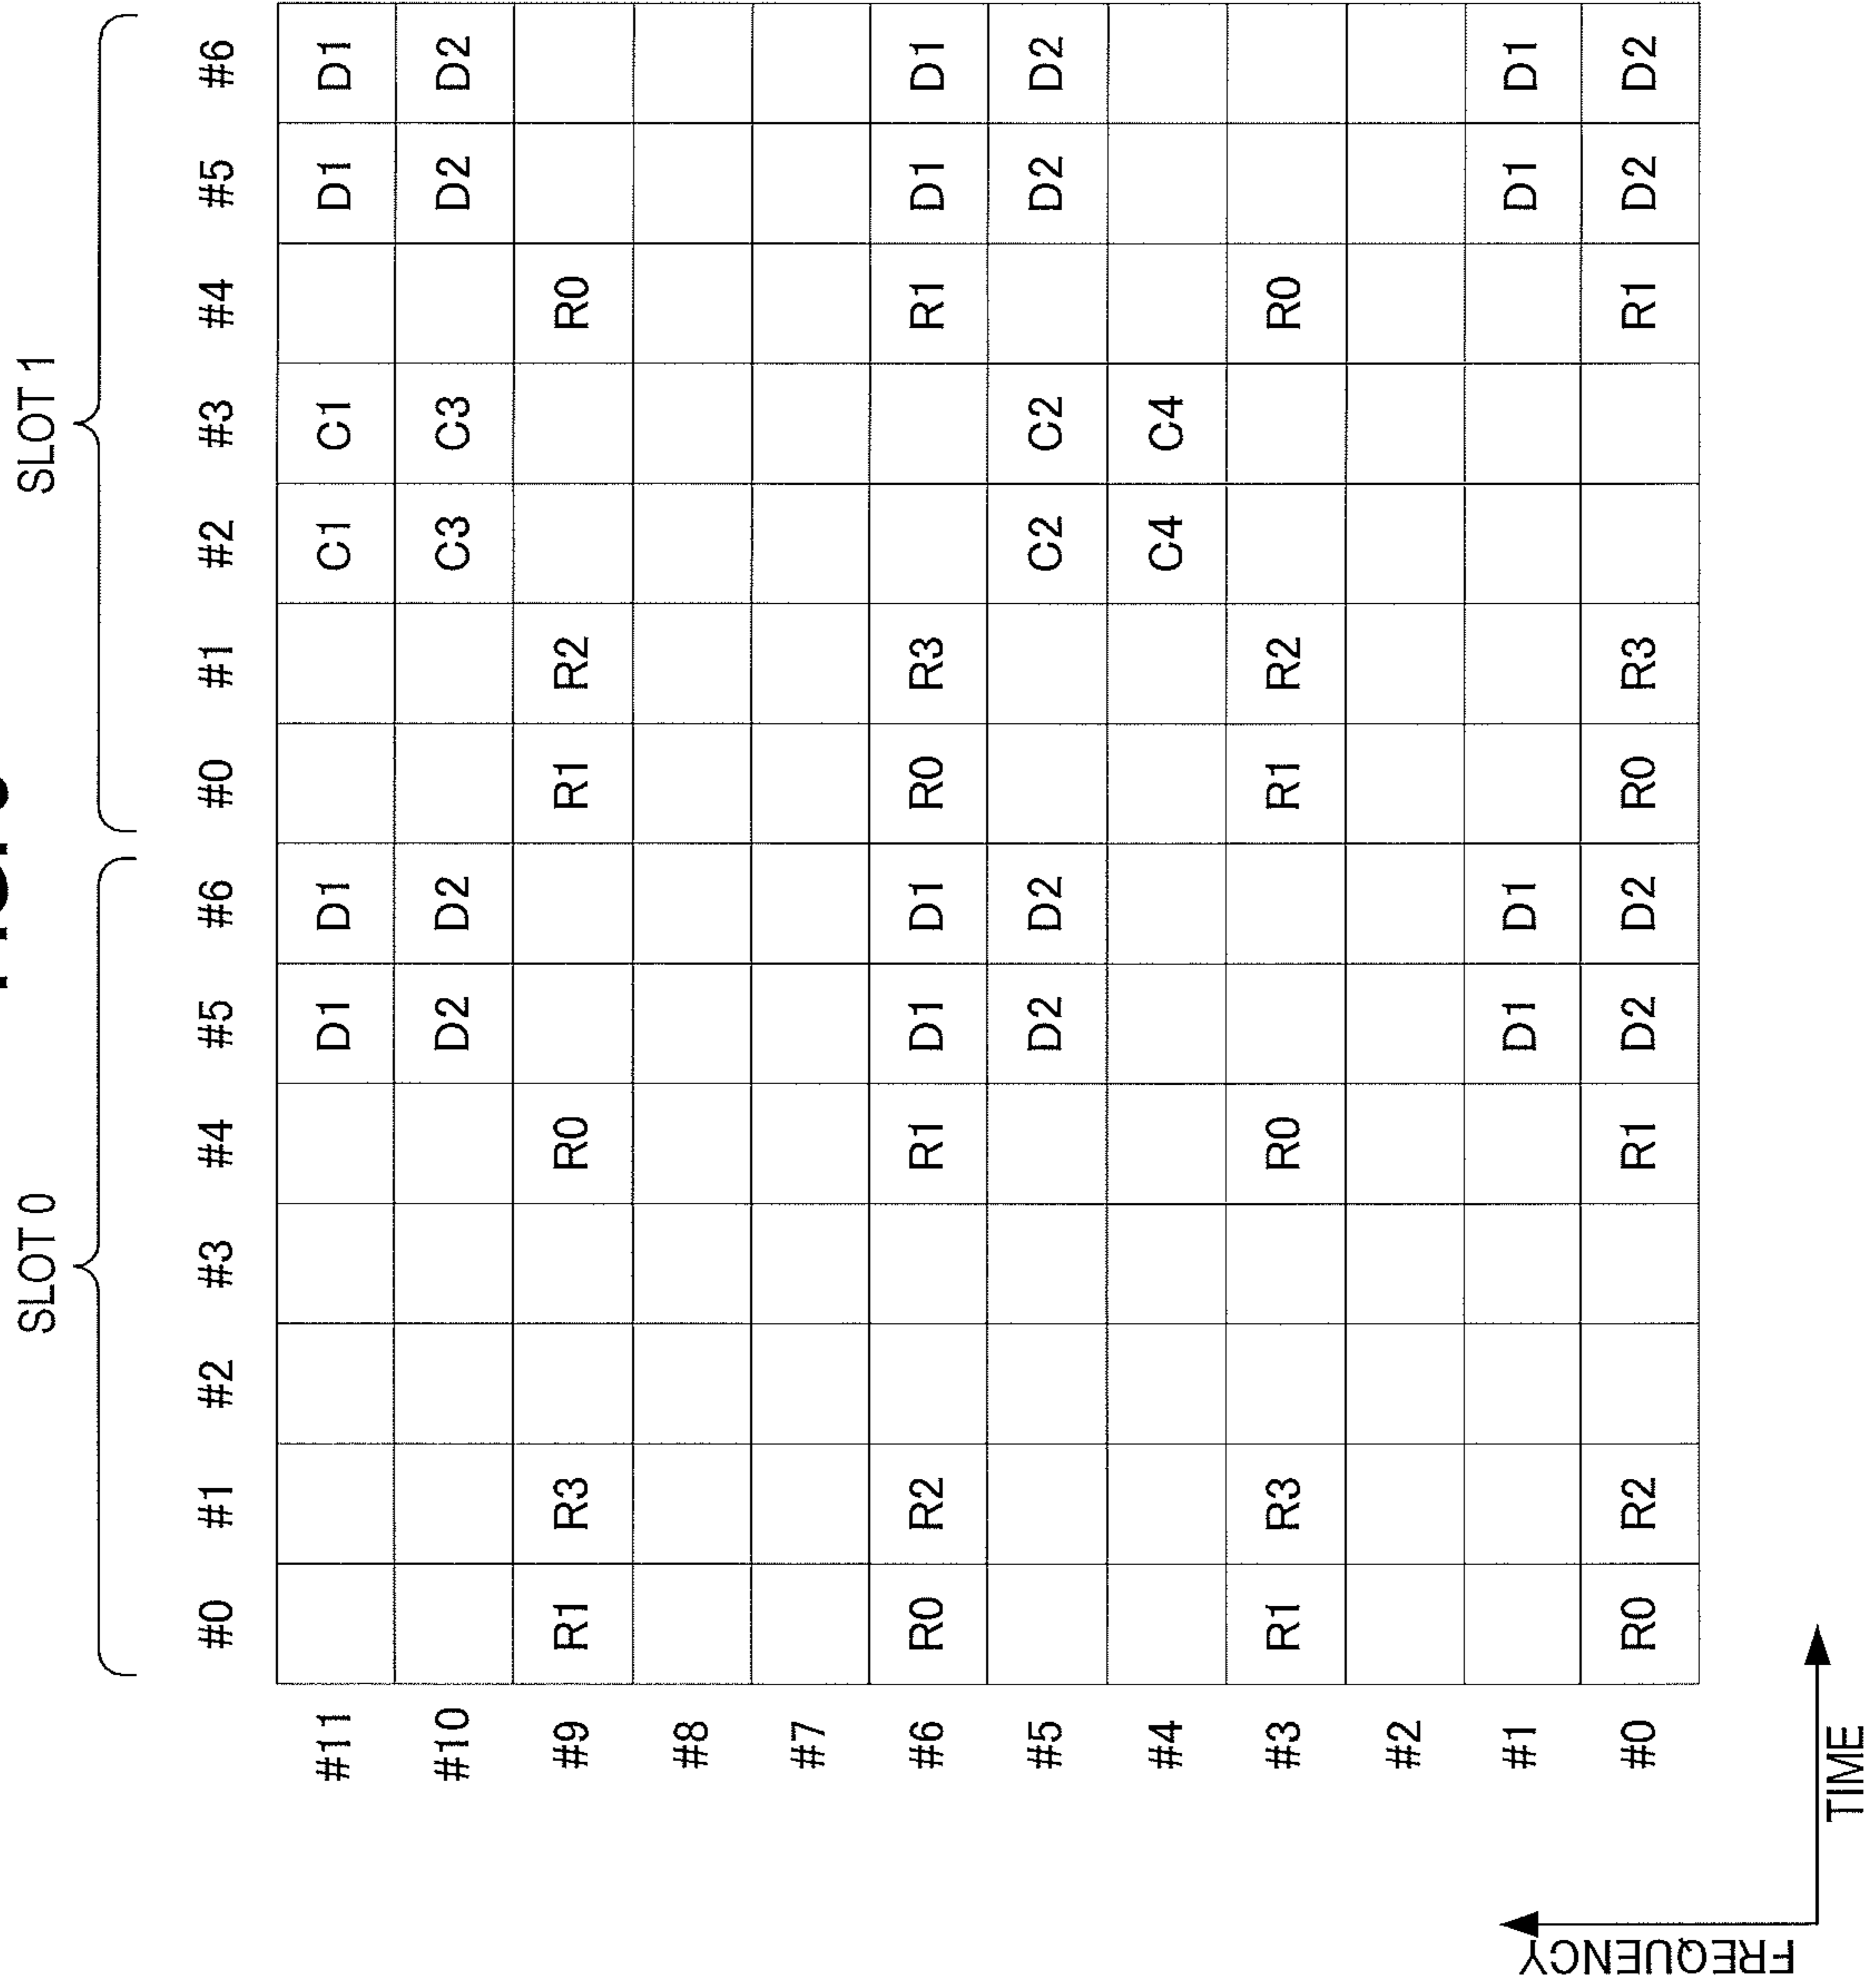 SLOT 0 SLOT 1
#0 #1 #2 #3 #4 #5 #6 #0 #1 #2 #3 #4 #5 #6
#11 D1 D1 C1 C1 D1 D1
#10 D2 D2 C3 C3 D2 D2
#9 R1 R3 R0 R1 R2 R0
#8
#7
#6 R0 R2 R1 D1 D1 R0 R3 R1 D1 D1
#5 D2 D2 C2 C2 D2 D2
#4 C4 C4
#3 R1 R3 R0 R1 R2 R0
#2
#1 D1 D1 D1 D1
#0 R0 R2 R1 D2 D2 R0 R3 R1 D2 D2
FREQUENCY
TIME